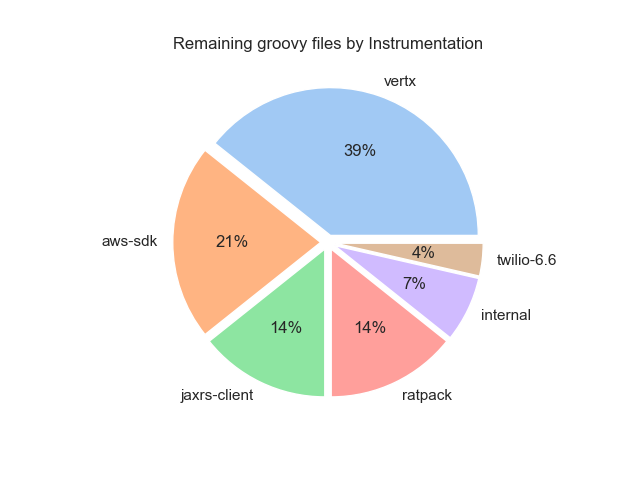 Remaining groovy files by Instrumentation
vertx
39%
aws-sdk
21%
4%
twilio-6.6
7%
internal
14%
14%
jaxrs-client
ratpack